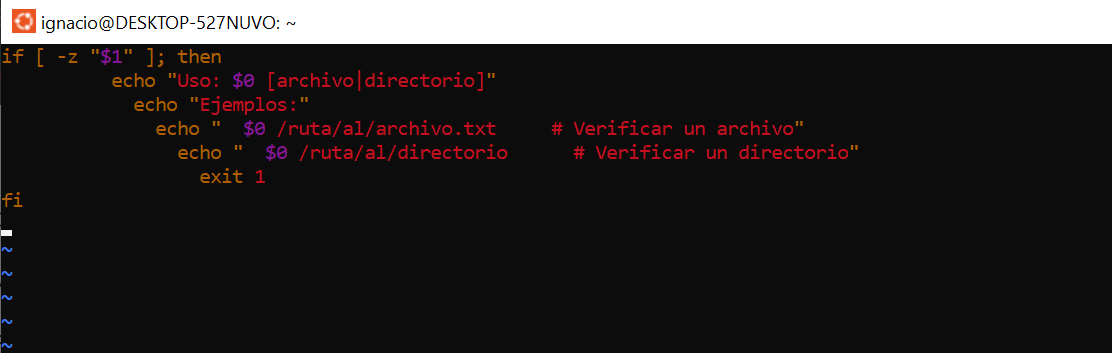 ignacio@DESKTOP-527NUVO: ~
if [ -z "$1" ]; then
          echo "Uso: $0 [archivo|directorio]"
            echo "Ejemplos:"
              echo "  $0 /ruta/al/archivo.txt     # Verificar un archivo"
                echo "  $0 /ruta/al/directorio      # Verificar un directorio"
                  exit 1
fi
~
~
~
~
~